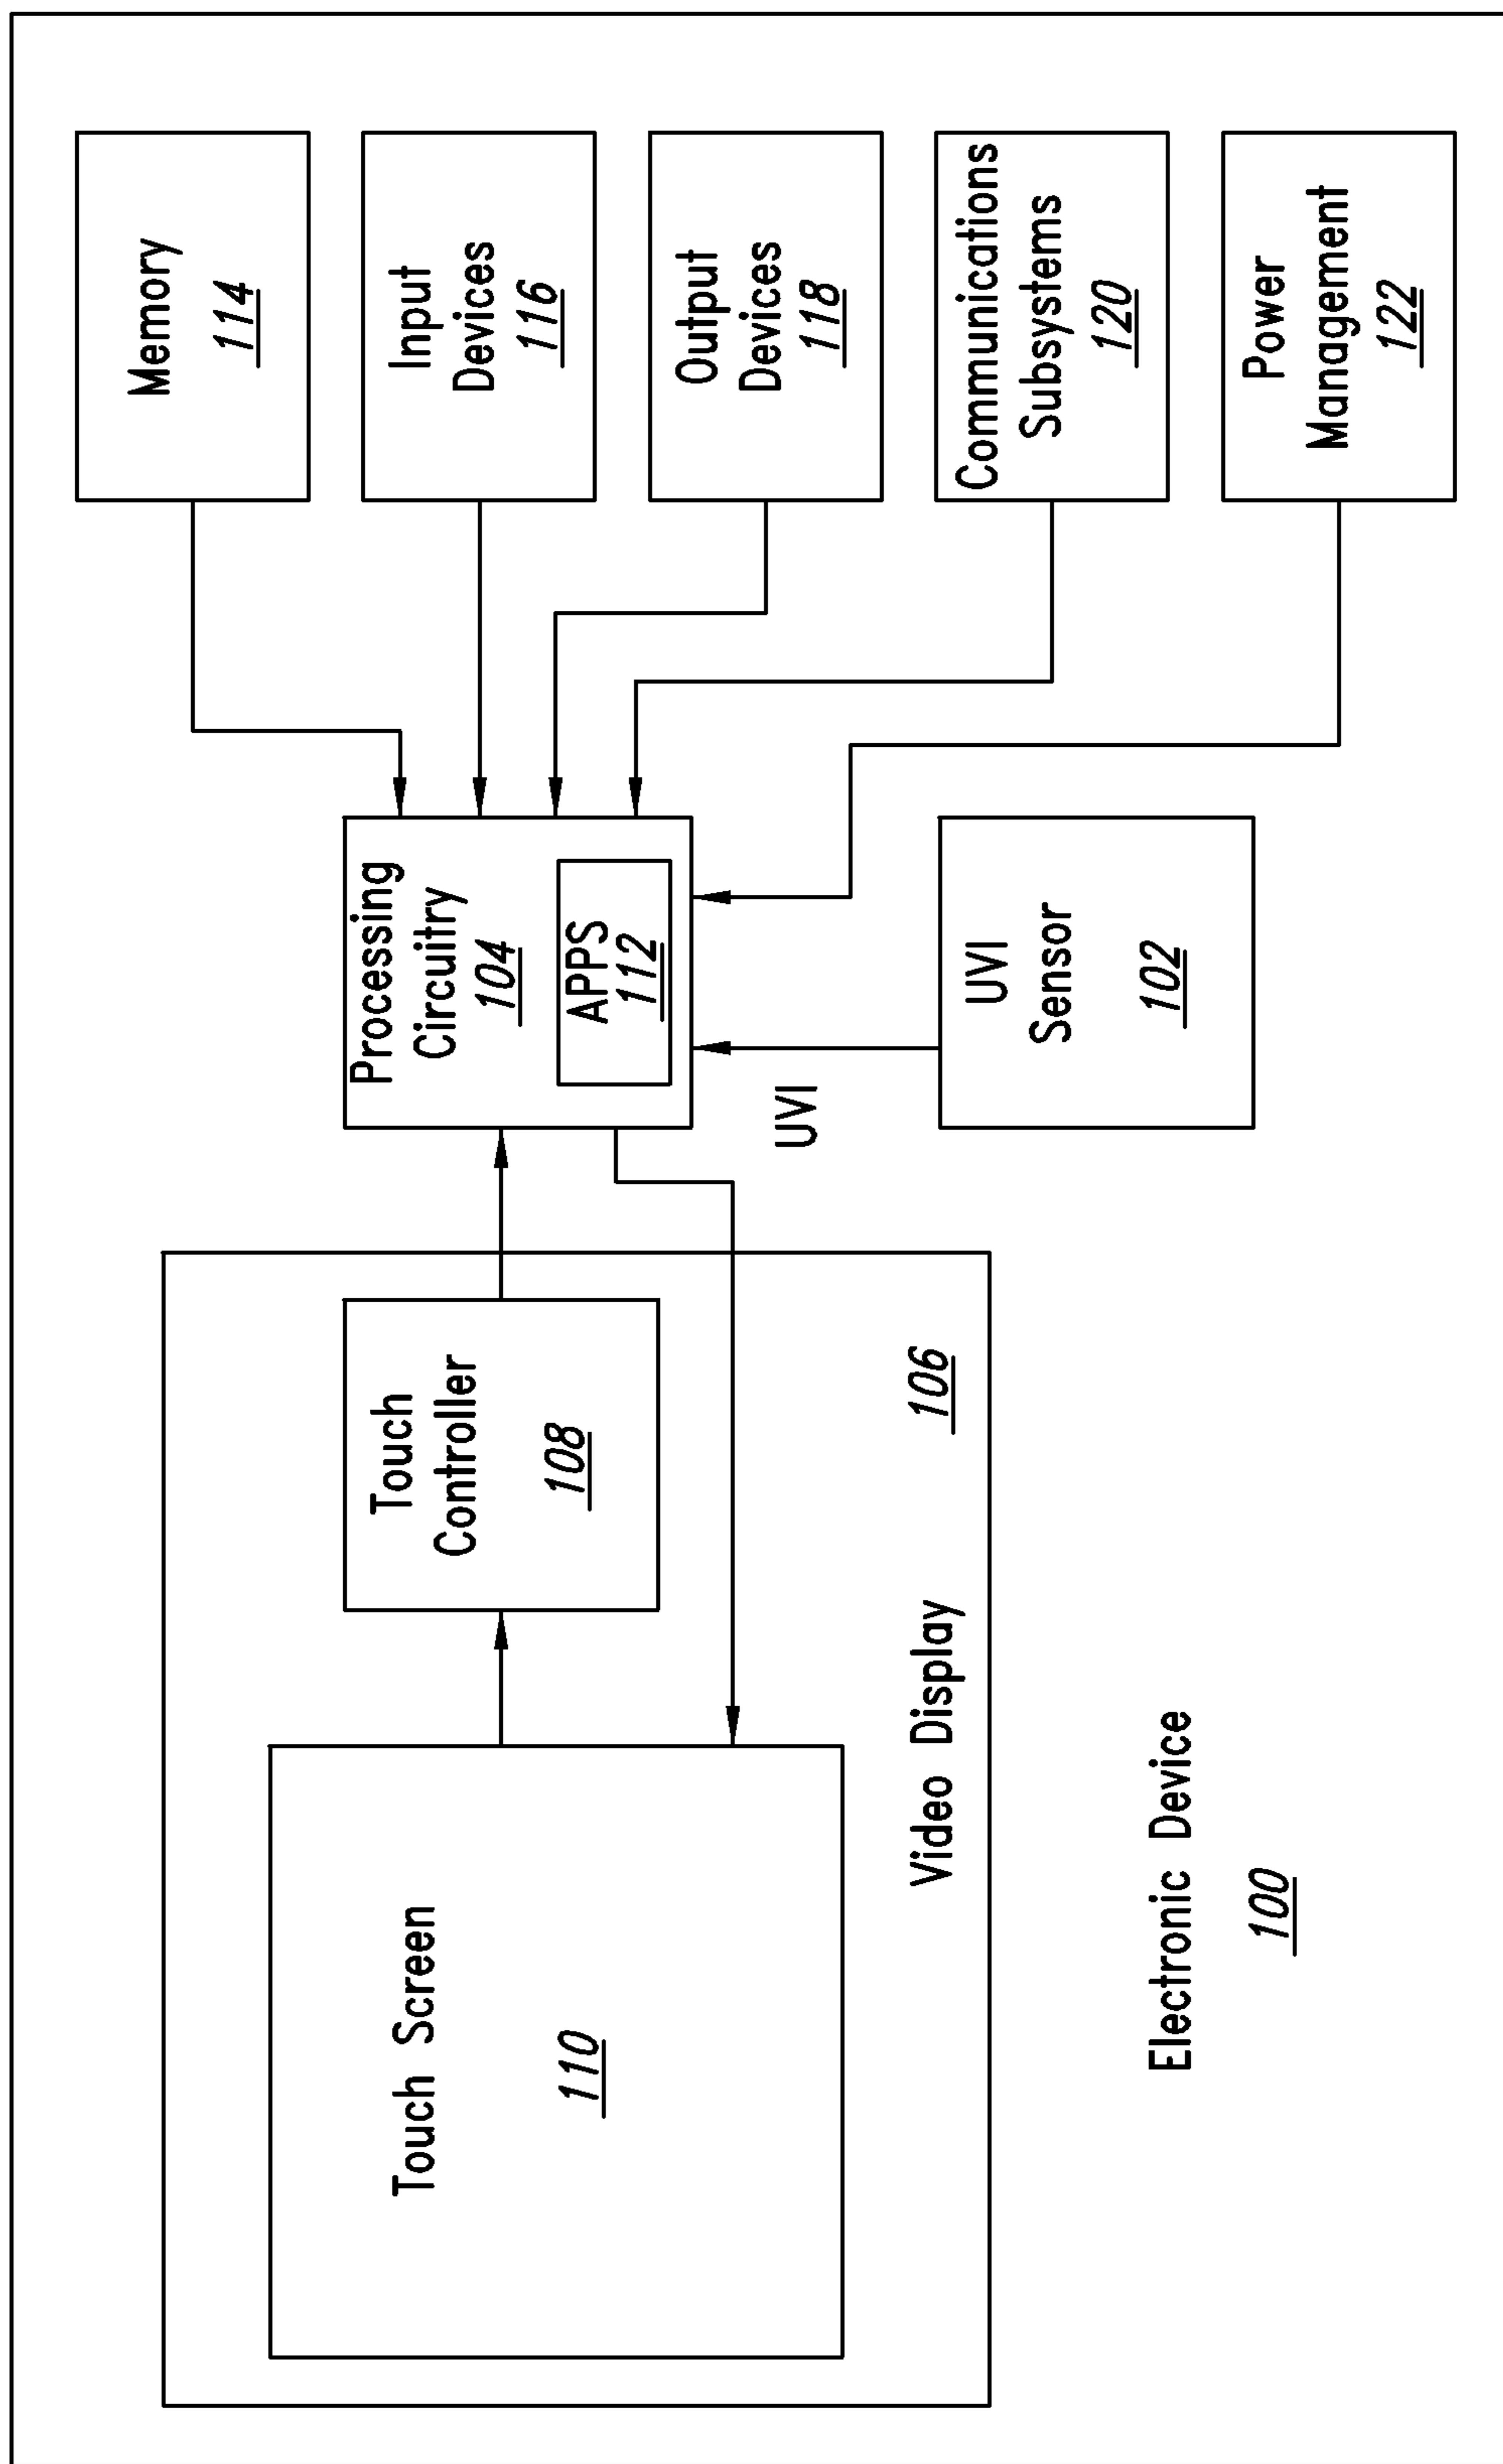 Touch Screen
110
Touch
Controller
108
Video Display
106
Electronic Device
100
Processing
Circuitry
104
APPS
112
UVI
UVI
Sensor
102
Memory
114
Input
Devices
116
Output
Devices
118
Communications
Subsystems
120
Power
Management
122